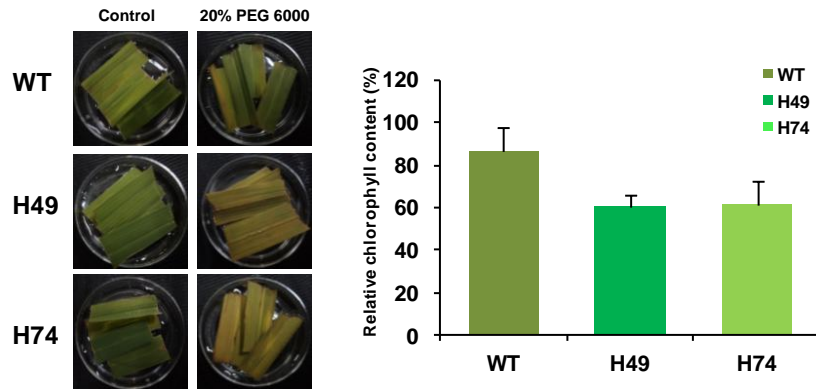 Control
20% PEG 6000
WT
H49
H74
Relative chlorophyll content (%)
120
100
80
60
40
20
0
WT
H49
H74
WT
H49
H74